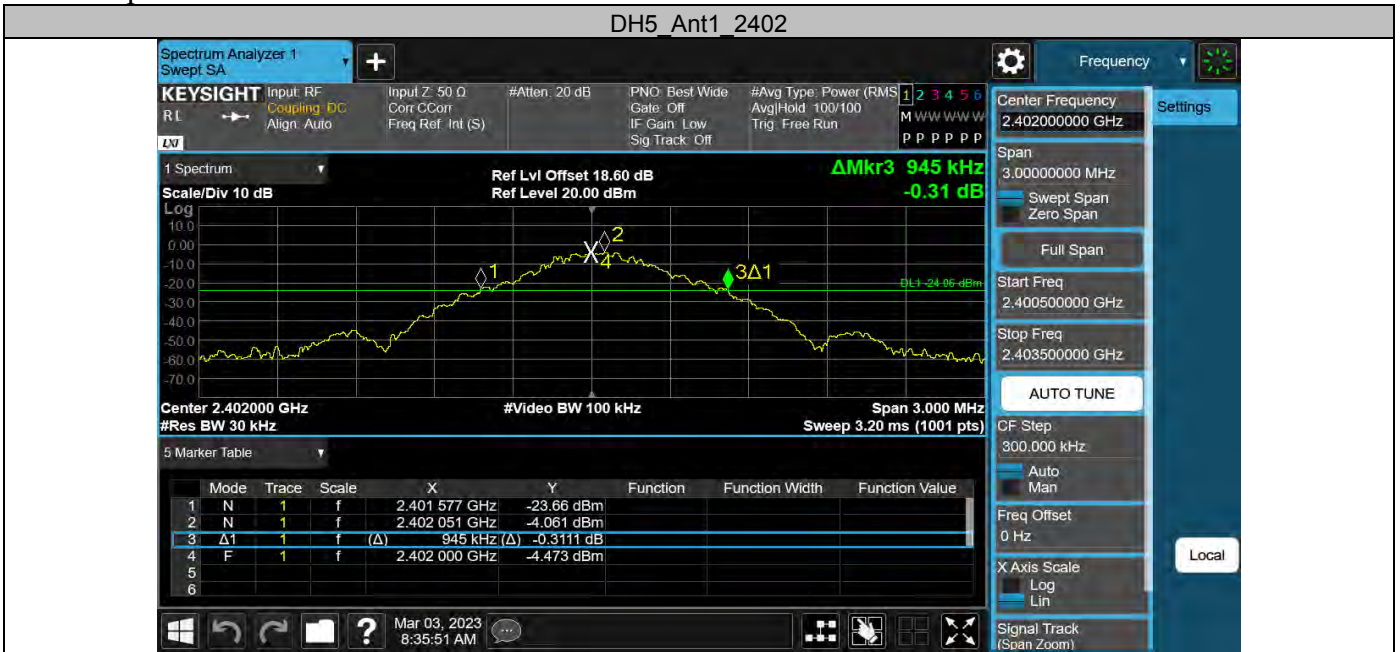 DH5_Ant1_2402
Spectrum Analyzer 1
Swept SA
Frequency
KEYSIGHT
RL
LXI
Input: RF
Coupling: DC
Align: Auto
Input Z: 50 Ω
Corr CCorr
Freq Ref: Int (S)
#Atten: 20 dB
PNO: Best Wide
Gate: Off
IF Gain: Low
Sig Track: Off
#Avg Type: Power (RMS
Avg|Hold: 100/100
Trig: Free Run
1 2 3 4 5 6
M W W W W W
P P P P P P
1 Spectrum
Scale/Div 10 dB
Ref Lvl Offset 18.60 dB
Ref Level 20.00 dBm
ΔMkr3 945 kHz
-0.31 dB
Log
10.0
0.00
-10.0
-20.0
-30.0
-40.0
-50.0
-60.0
-70.0
1
2
4
3Δ1
DL1 -24.06 dBm
Center 2.402000 GHz
#Video BW 100 kHz
Span 3.000 MHz
#Res BW 30 kHz
Sweep 3.20 ms (1001 pts)
5 Marker Table
Mode Trace Scale X Y Function Function Width Function Value
1 N 1 f 2.401 577 GHz -23.66 dBm
2 N 1 f 2.402 051 GHz -4.061 dBm
3 Δ1 1 f (Δ) 945 kHz (Δ) -0.3111 dB
4 F 1 f 2.402 000 GHz -4.473 dBm
5
6
?
Mar 03, 2023
8:35:51 AM
Center Frequency
2.402000000 GHz
Settings
Span
3.00000000 MHz
Swept Span
Zero Span
Full Span
Start Freq
2.400500000 GHz
Stop Freq
2.403500000 GHz
AUTO TUNE
CF Step
300.000 kHz
Auto
Man
Freq Offset
0 Hz
X Axis Scale
Log
Lin
Local
Signal Track
(Span Zoom)